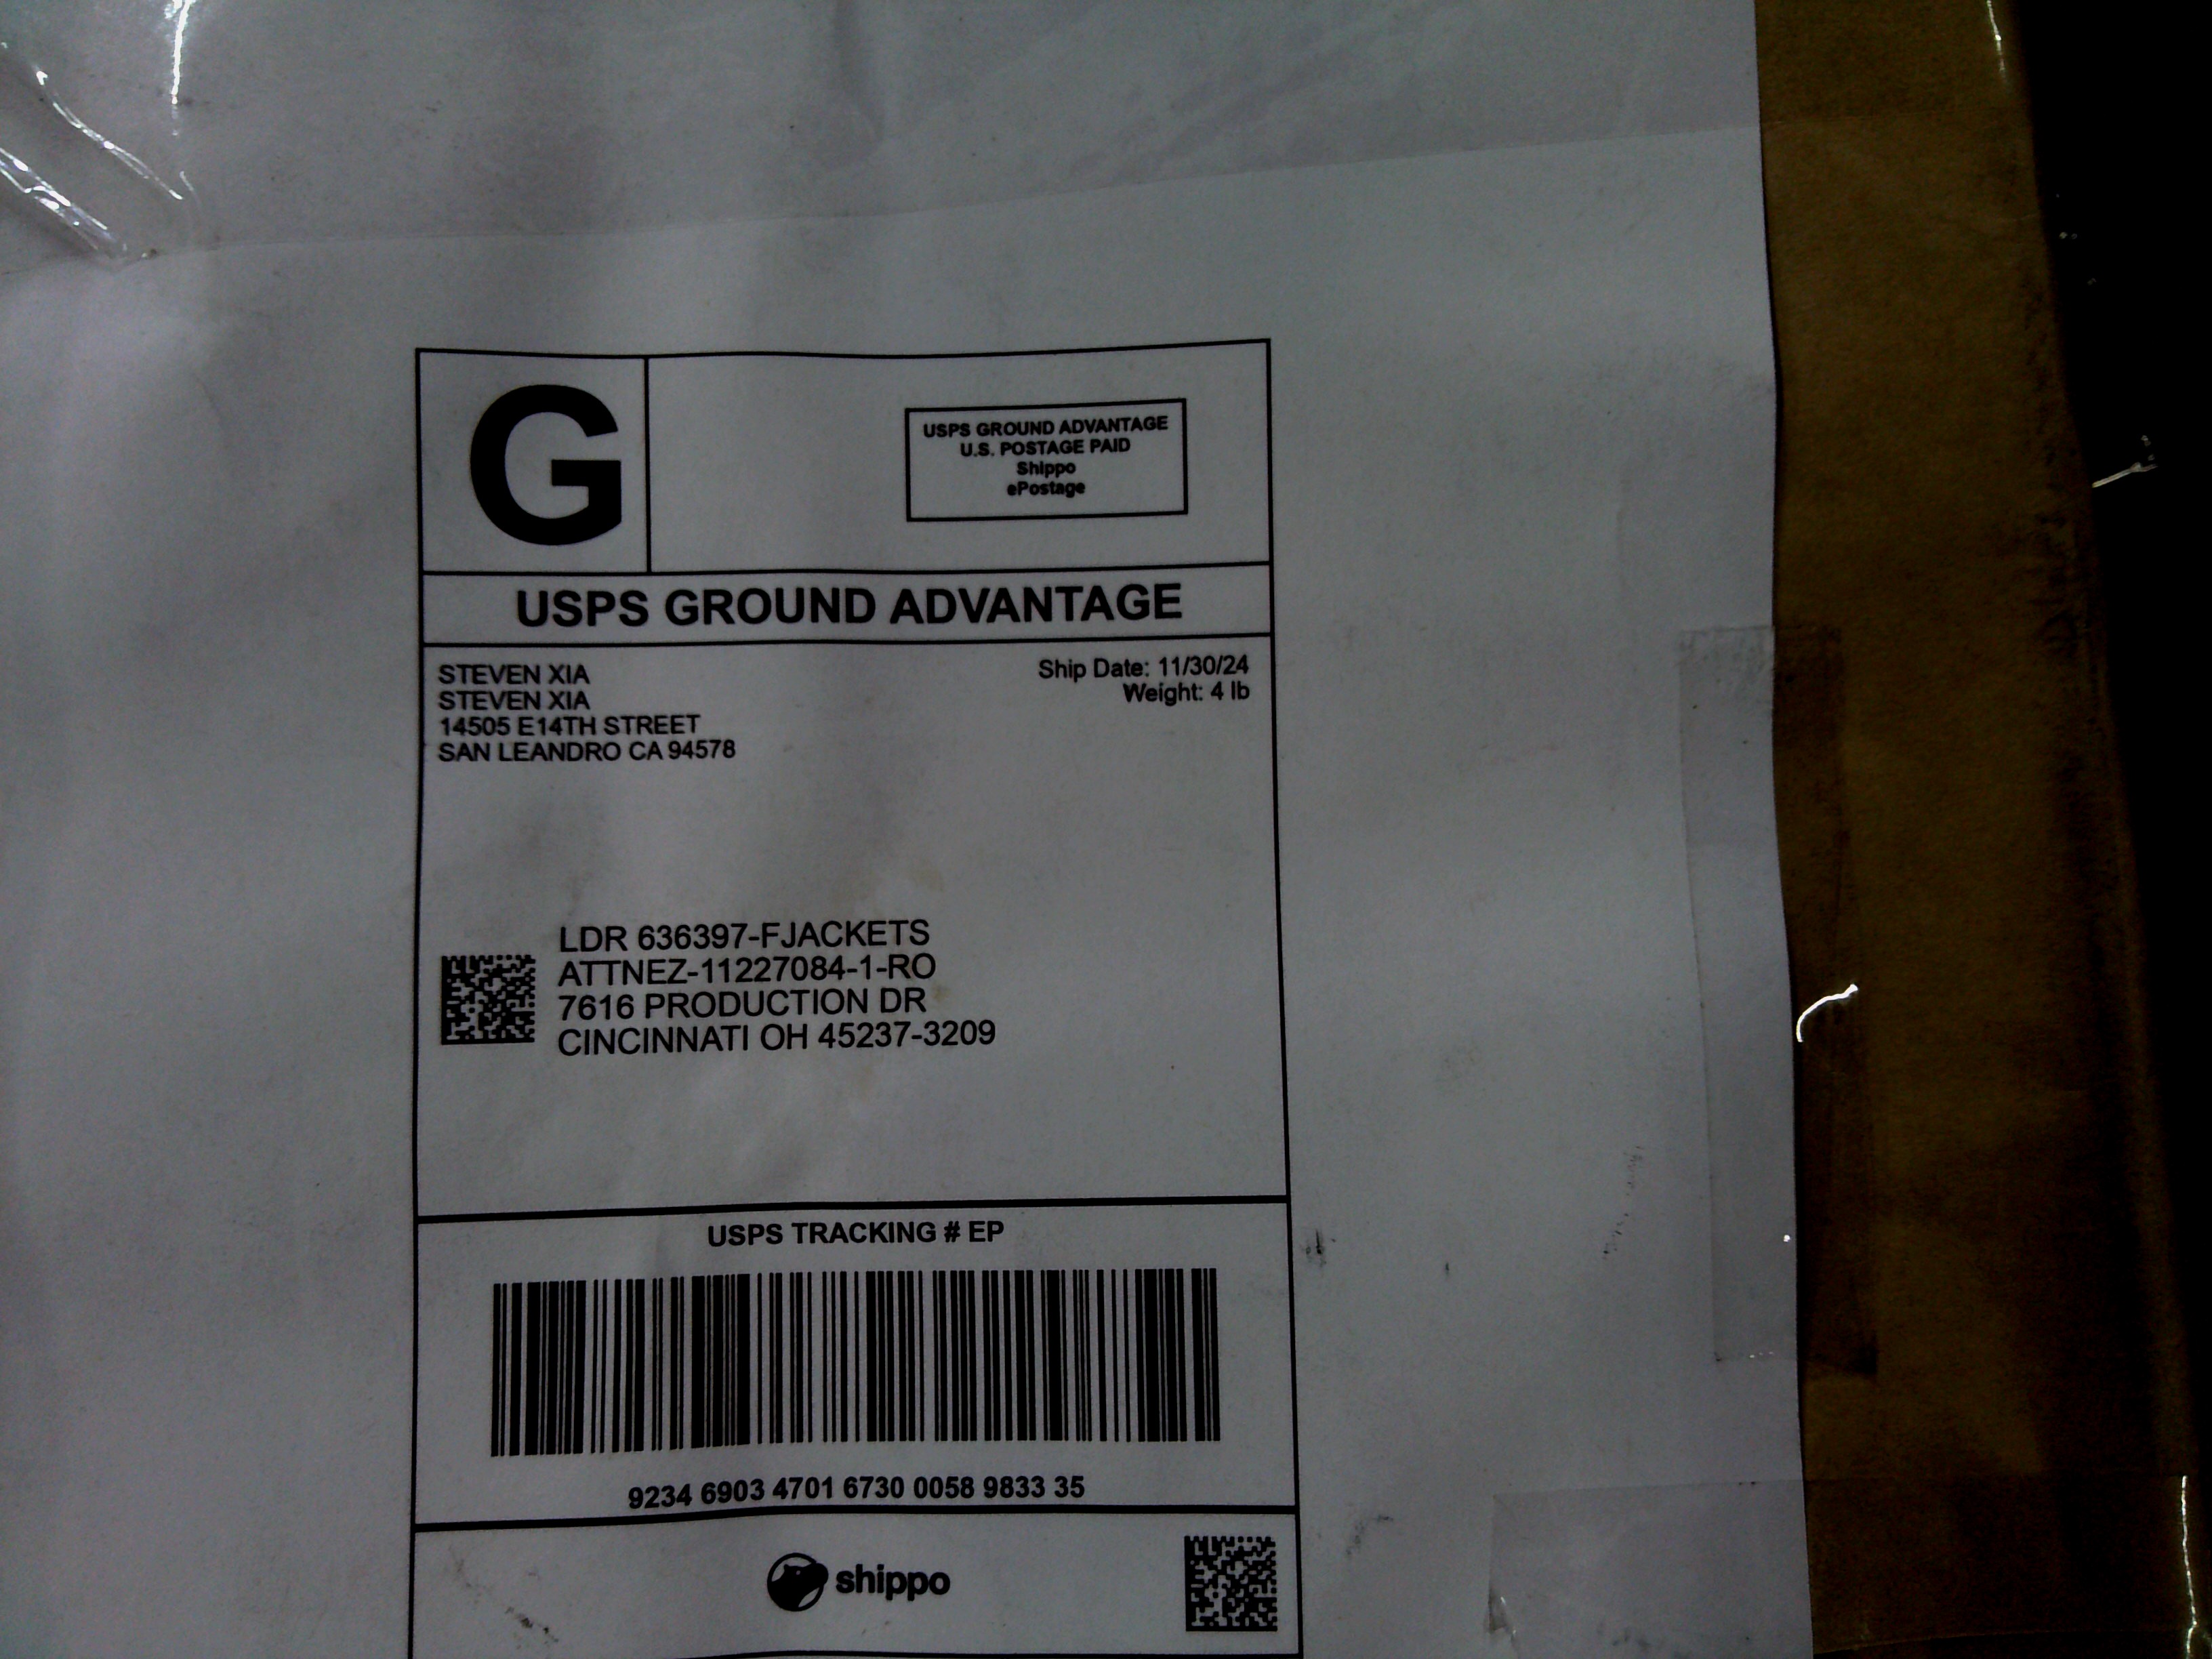 G
USPS GROUND ADVANTAGE
U.S. POSTAGE PAID
Shippo
ePostage
USPS GROUND ADVANTAGE
STEVEN XIA
STEVEN XIA
14505 E14TH STREET
SAN LEANDRO CA 94578
Ship Date: 11/30/24
Weight: 4 lb
LDR 636397-FJACKETS
ATTNEZ-11227084-1-RO
7616 PRODUCTION DR
CINCINNATI OH 45237-3209
USPS TRACKING # EP
9234 6903 4701 6730 0058 9833 35
shippo